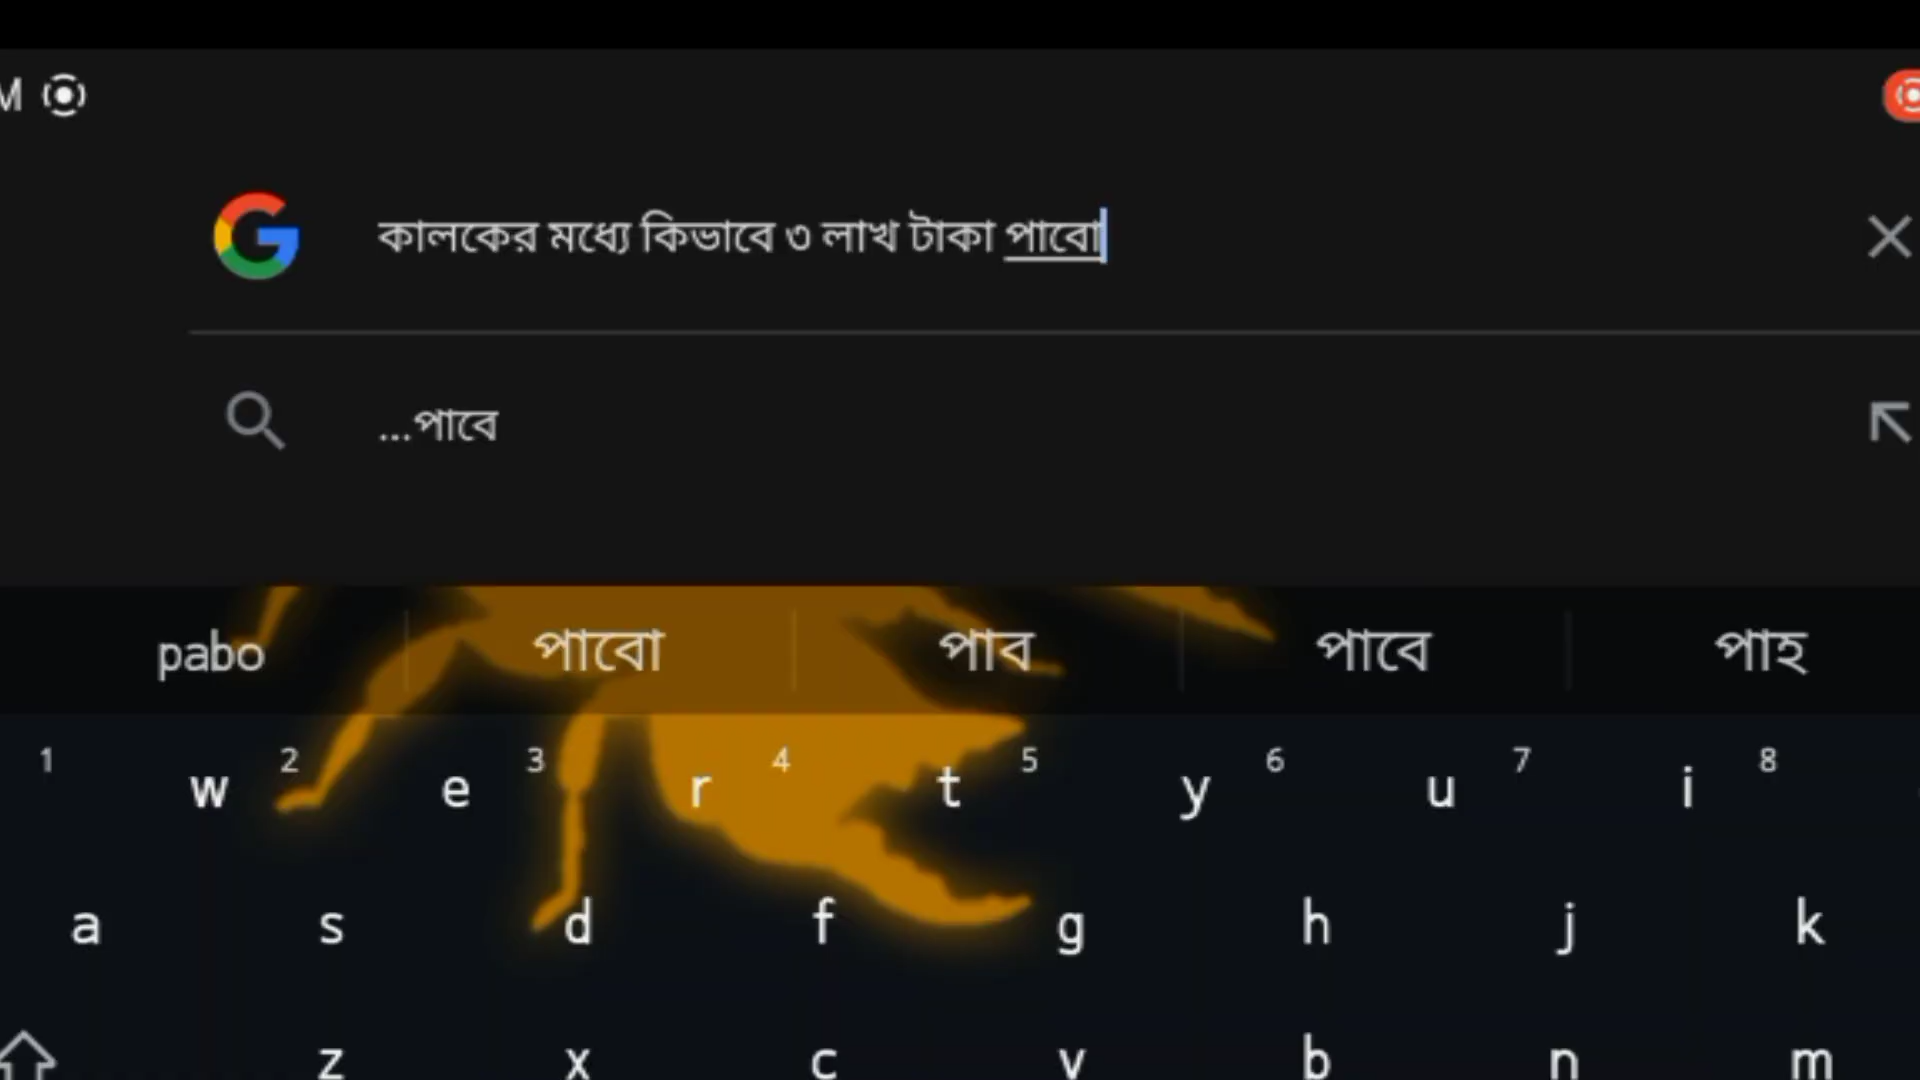 M
কালকের মধ্যে কিভাবে ৩ লাখ টাকা পাবো
...পাবে
pabo পাবো পাব পাবে পাহ
1 2 3 4 5 6 7 8
w e r t y u i
a s d f g h j k
z x c v b n m